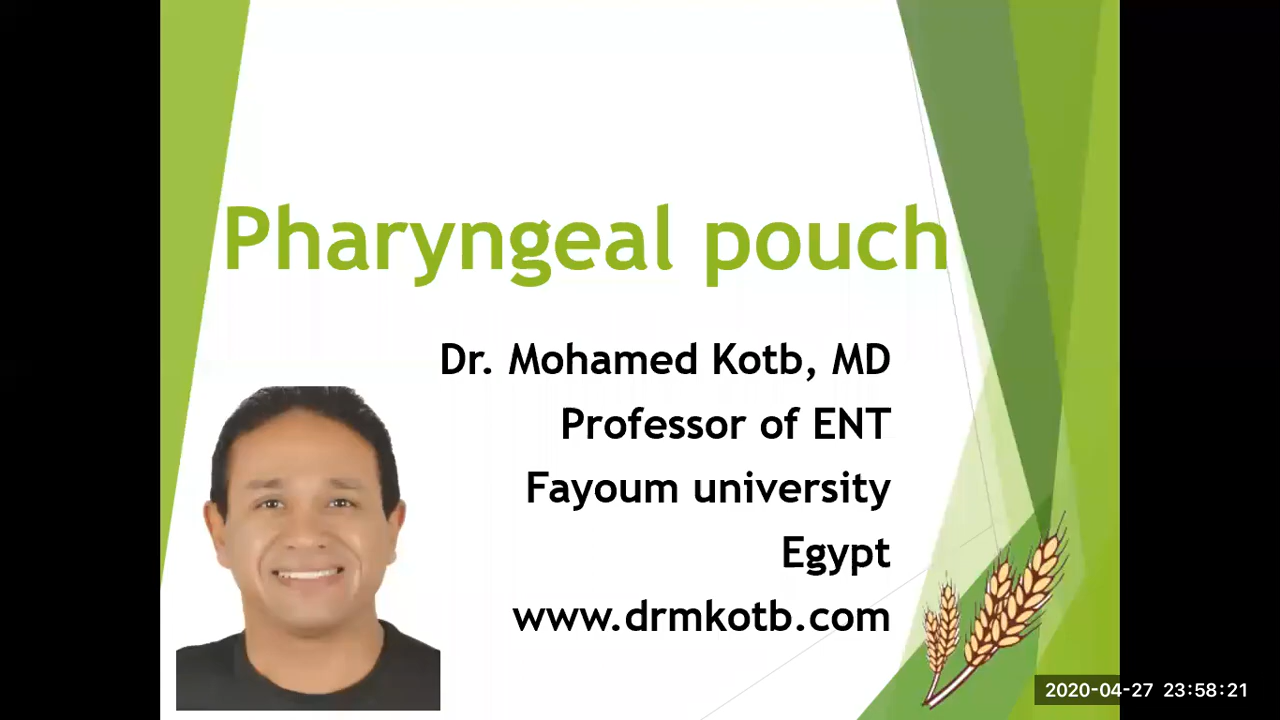 Pharyngeal pouch
Dr. Mohamed Kotb, MD
Professor of ENT
Fayoum university
Egypt
www.drmkotb.com
2020-04-27 23:58:21